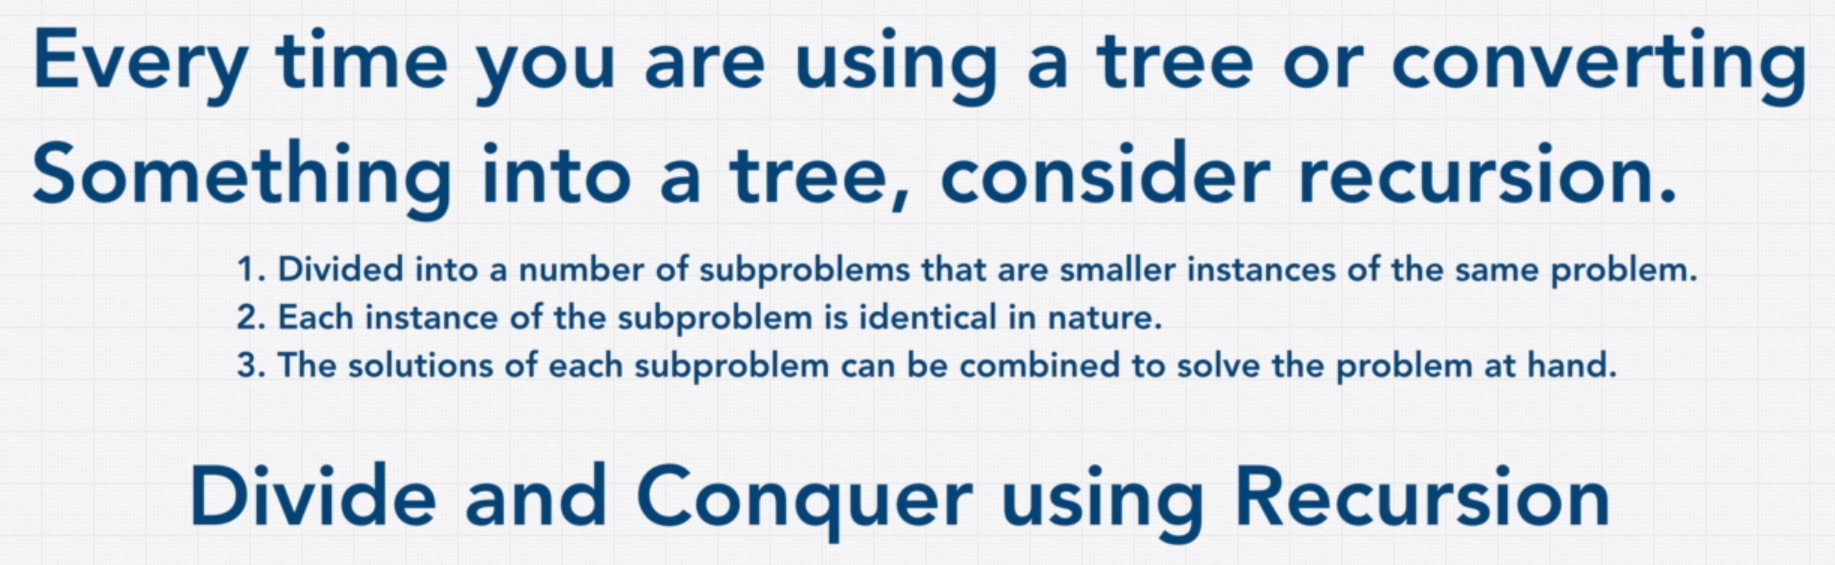 Every time you are using a tree or converting
Something into a tree, consider recursion.
1. Divided into a number of subproblems that are smaller instances of the same problem.
2. Each instance of the subproblem is identical in nature.
3. The solutions of each subproblem can be combined to solve the problem at hand.
Divide and Conquer using Recursion